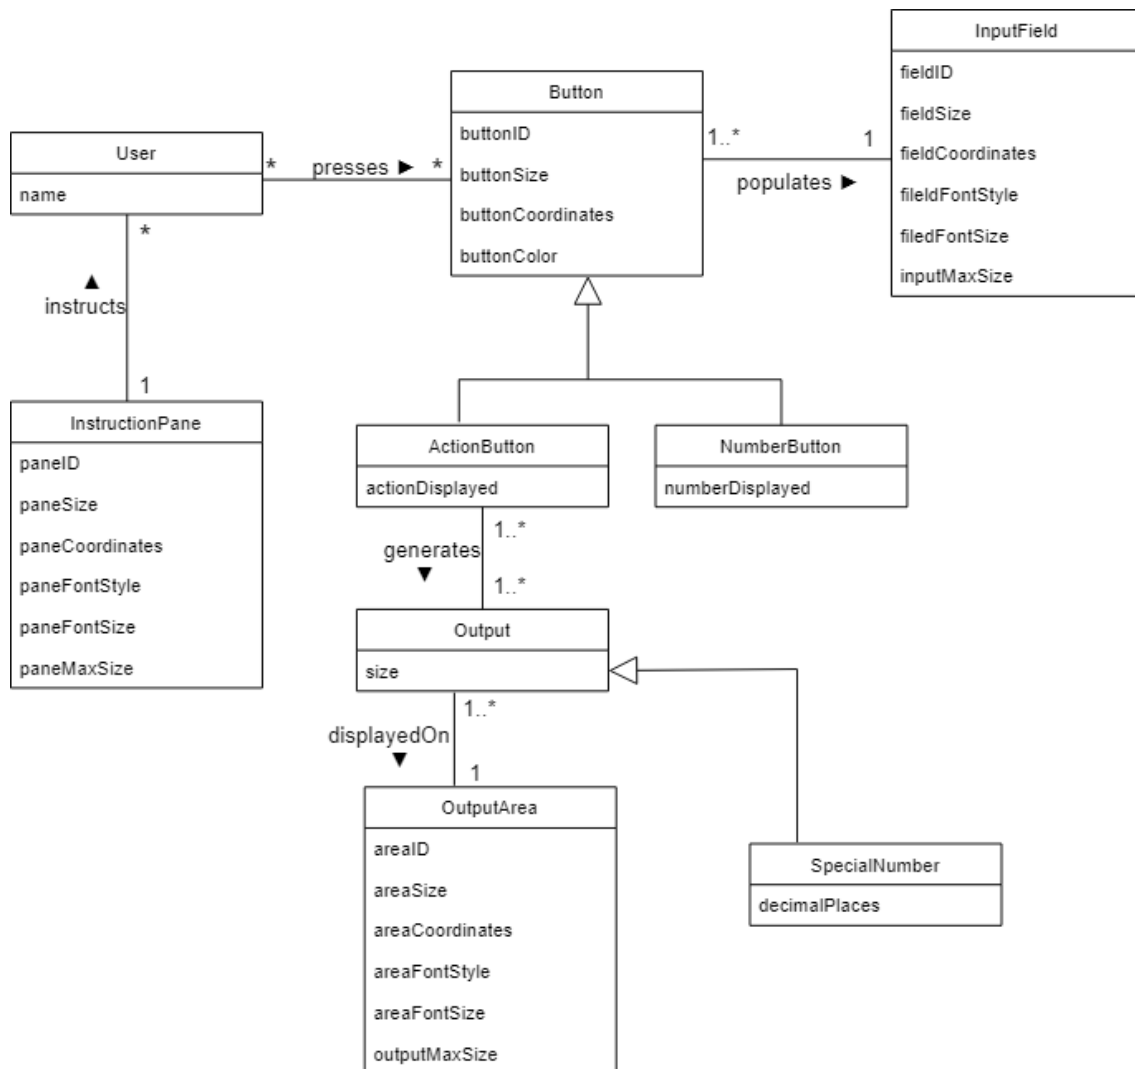 InputField
fieldID
fieldSize
fieldCoordinates
fileldFontStyle
filedFontSize
inputMaxSize
Button
buttonID
buttonSize
buttonCoordinates
buttonColor
1..*
1
populates ►
User
name
*
presses ►
*
*
▲
instructs
1
InstructionPane
paneID
paneSize
paneCoordinates
paneFontStyle
paneFontSize
paneMaxSize
ActionButton
actionDisplayed
NumberButton
numberDisplayed
1..*
generates
▼
1..*
Output
size
1..*
displayedOn
▼
1
OutputArea
areaID
areaSize
areaCoordinates
areaFontStyle
areaFontSize
outputMaxSize
SpecialNumber
decimalPlaces